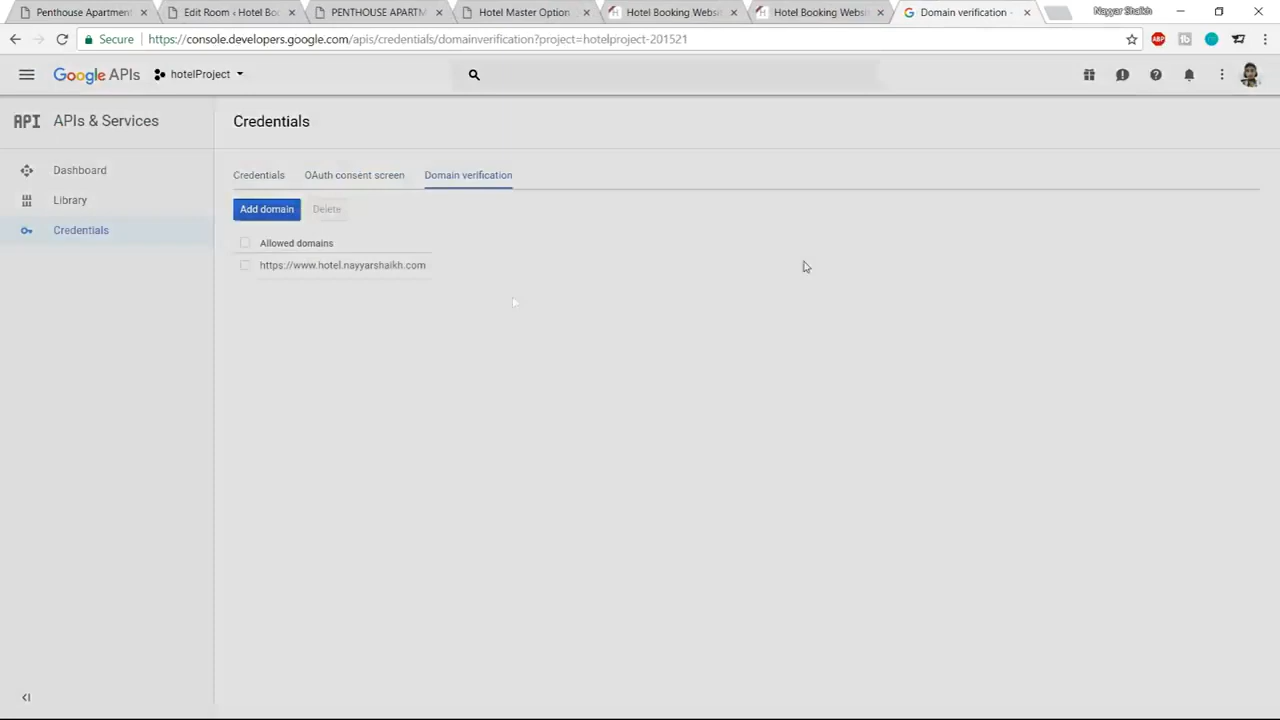 Penthouse Apartmen
Edit Room ‹ Hotel Bo
PENTHOUSE APARTM
Hotel Master Option
Hotel Booking Websi
Hotel Booking Websi
Domain verification -
Nayyar Shaikh
Secure
https://console.developers.google.com/apis/credentials/domainverification?project=hotelproject-201521
ABP
tb
Google APIs
hotelProject
API
APIs & Services
Credentials
Dashboard
Library
Credentials
Credentials
OAuth consent screen
Domain verification
Add domain
Delete
Allowed domains
https://www.hotel.nayyarshaikh.com